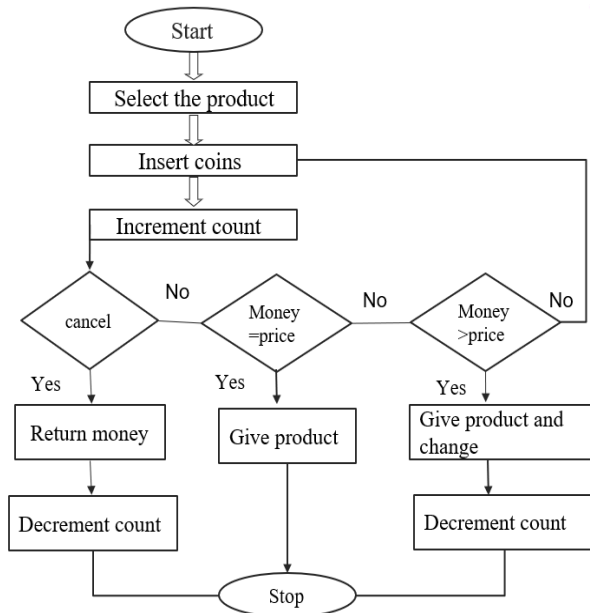 Start
Select the product
Insert coins
Increment count
cancel
No
Money
=price
No
Money
>price
No
Yes
Yes
Yes
Return money
Give product
Give product and
change
Decrement count
Decrement count
Stop